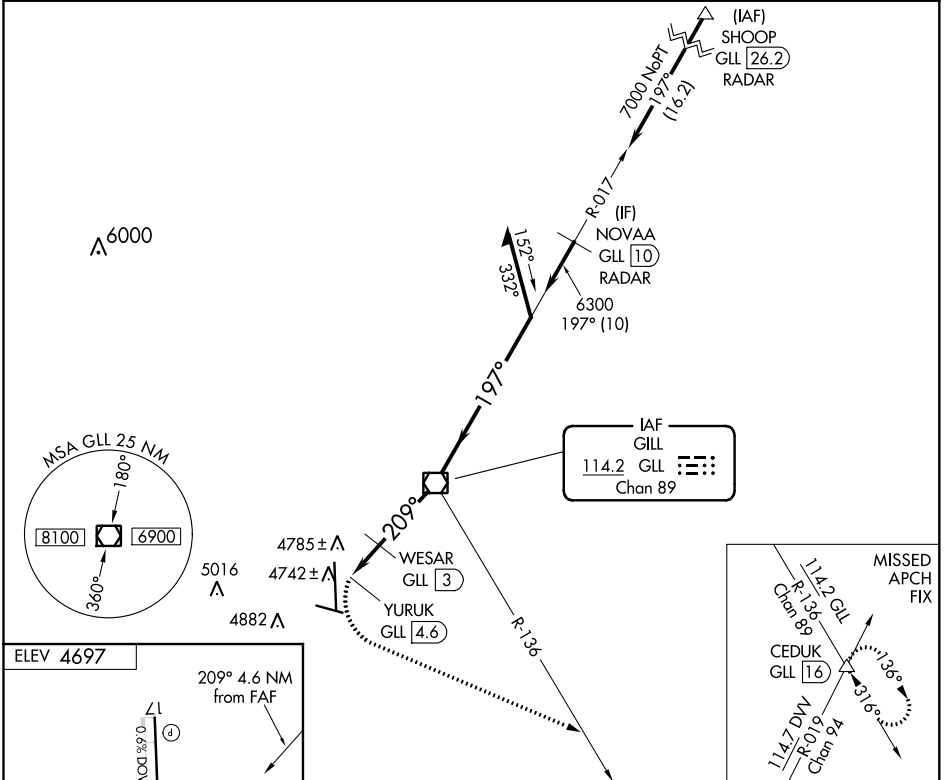 (IAF)
SHOOP
GLL 26.2
RADAR
7000 NoPT
197°
(16.2)
R-017
(IF)
NOVAA
GLL 10
RADAR
6300
197° (10)
152°
332°
6000
197°
MSA GLL 25 NM
180°
8100
6900
360°
IAF
GILL
114.2 GLL
Chan 89
209°
WESAR
GLL 3
YURUK
GLL 4.6
4785 ±
4742 ±
5016
4882
R-136
MISSED
APCH
FIX
114.2 GLL
R-136
Chan 89
CEDUK
GLL 16
136°
316°
114.7 DVV
R-019
Chan 94
ELEV 4697
209° 4.6 NM
from FAF
17
P